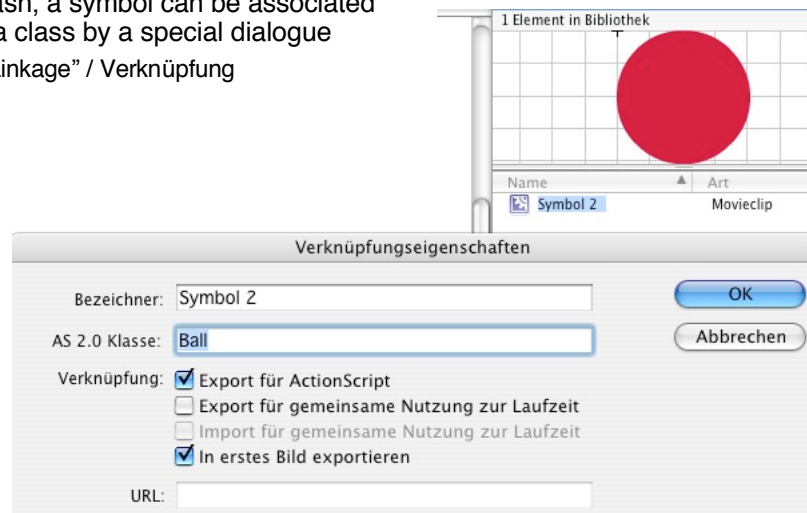 ash, a symbol can be associated
a class by a special dialogue
inkage” / Verknüpfung
1 Element in Bibliothek
Name Art
Symbol 2 Movieclip
Verknüpfungseigenschaften
Bezeichner: Symbol 2 OK
AS 2.0 Klasse: Ball Abbrechen
Verknüpfung: Export für ActionScript
Export für gemeinsame Nutzung zur Laufzeit
Import für gemeinsame Nutzung zur Laufzeit
In erstes Bild exportieren
URL: